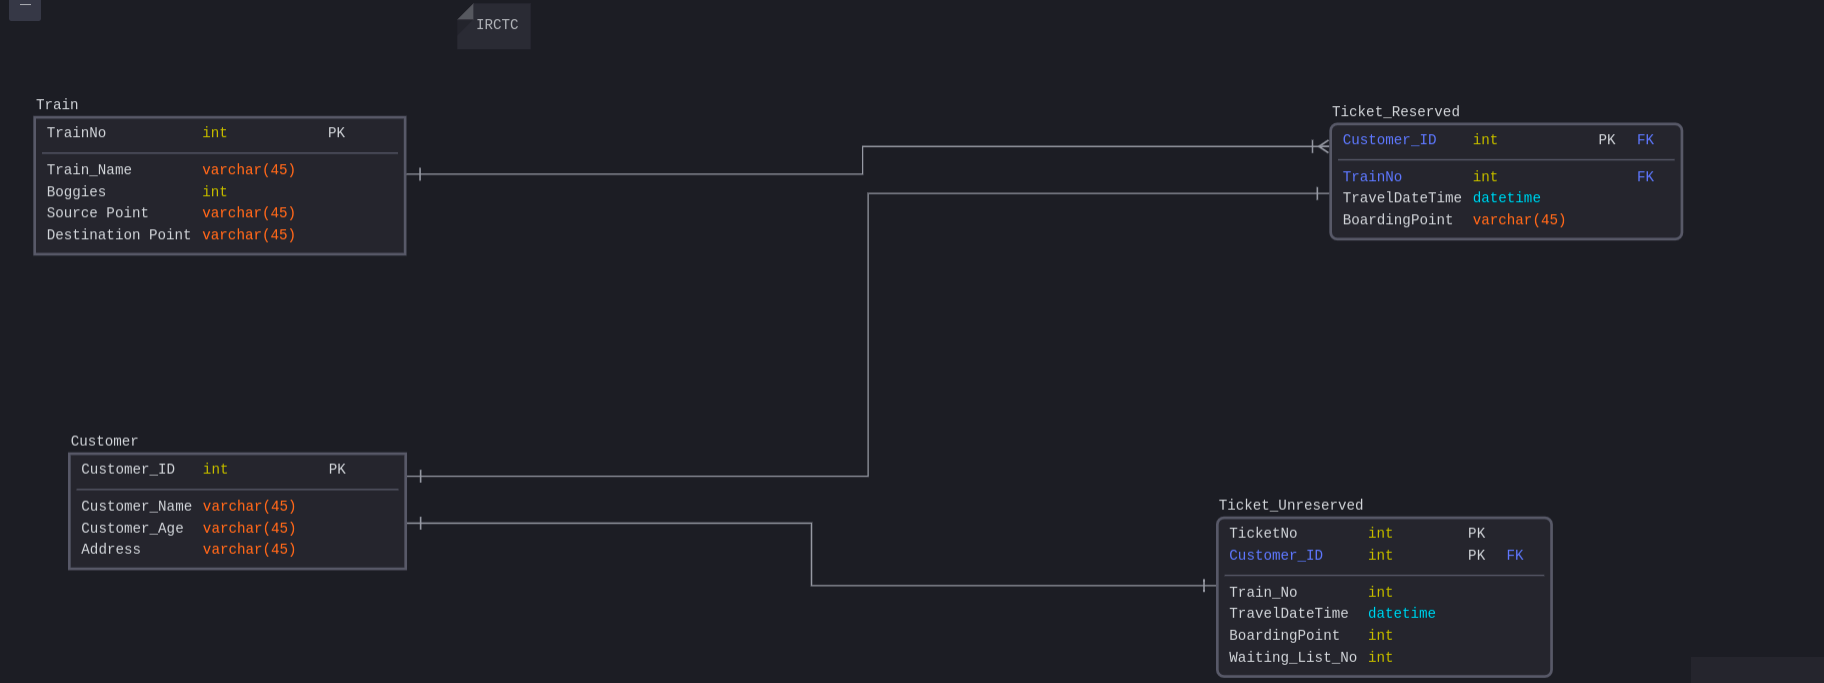 IRCTC
Train
TrainNo int PK
Train_Name varchar(45)
Boggies int
Source Point varchar(45)
Destination Point varchar(45)
Ticket_Reserved
Customer_ID int PK FK
TrainNo int FK
TravelDateTime datetime
BoardingPoint varchar(45)
Customer
Customer_ID int PK
Customer_Name varchar(45)
Customer_Age varchar(45)
Address varchar(45)
Ticket_Unreserved
TicketNo int PK
Customer_ID int PK FK
Train_No int
TravelDateTime datetime
BoardingPoint int
Waiting_List_No int